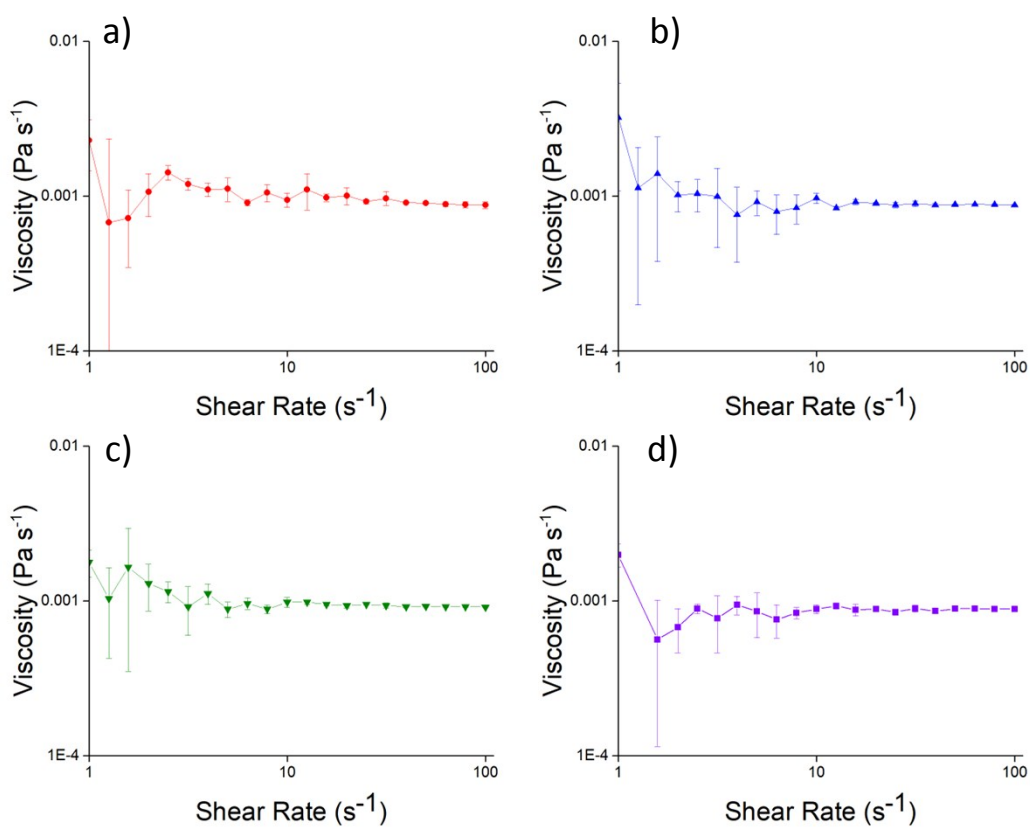 a)
0.01
0.001
1E-4
1
10
100
Viscosity (Pa s⁻¹)
Shear Rate (s⁻¹)
b)
0.01
0.001
1E-4
1
10
100
Viscosity (Pa s⁻¹)
Shear Rate (s⁻¹)
c)
0.01
0.001
1E-4
1
10
100
Viscosity (Pa s⁻¹)
Shear Rate (s⁻¹)
d)
0.01
0.001
1E-4
1
10
100
Viscosity (Pa s⁻¹)
Shear Rate (s⁻¹)